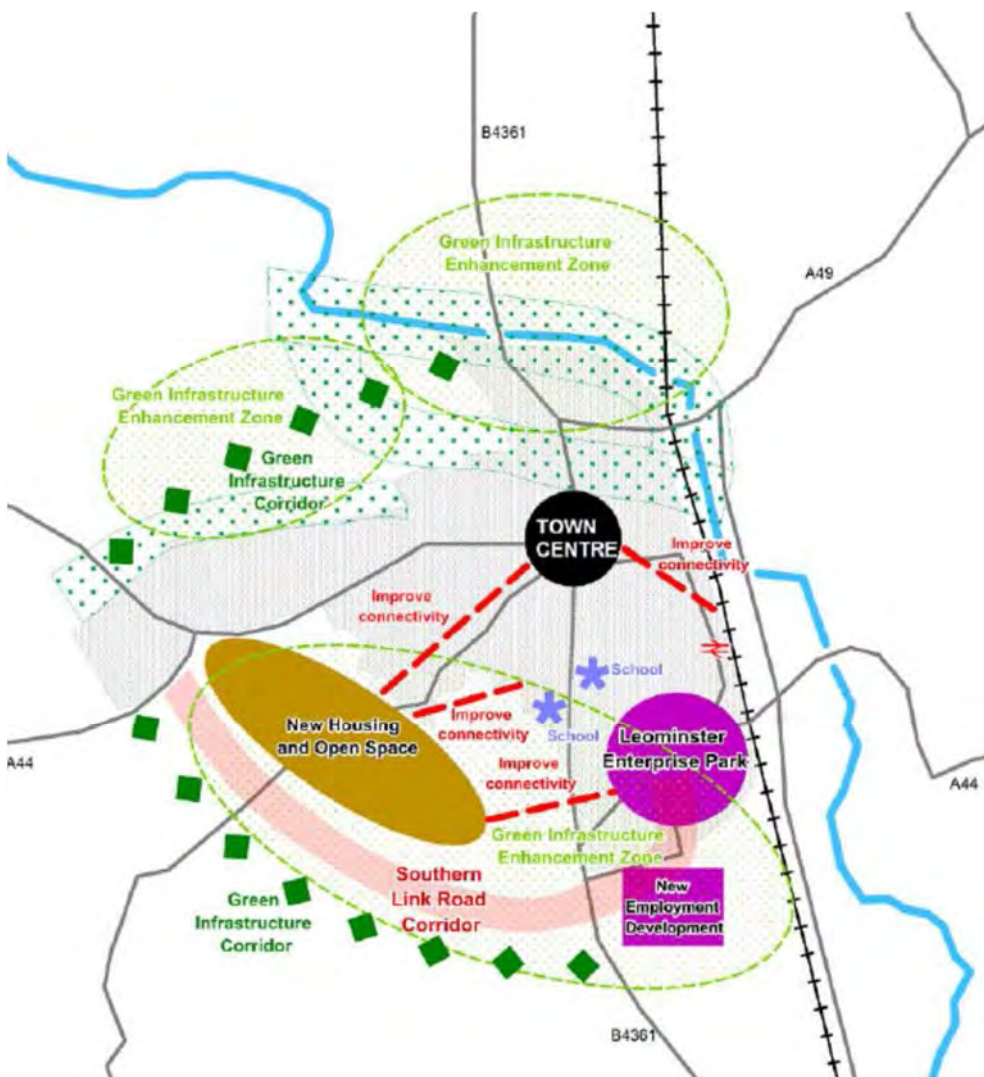 B4361
Green Infrastructure
Enhancement Zone
A49
Green Infrastructure
Enhancement Zone
Green
Infrastructure
Corridor
TOWN
CENTRE
Improve
connectivity
Improve
connectivity
School
School
New Housing
and Open Space
Improve
connectivity
Leominster
Enterprise Park
Improve
connectivity
A44
A44
Green Infrastructure
Enhancement Zone
Southern
Link Road
Corridor
New
Employment
Development
Green
Infrastructure
Corridor
B4361